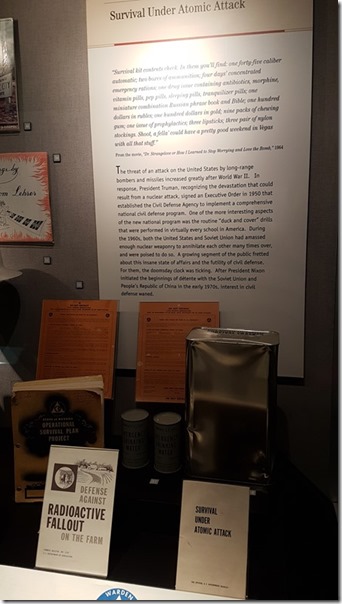 Survival Under Atomic Attack
"Survival kit contents check. In them you'll find: one forty five caliber
automatic; two boxes of ammunition; four days' concentrated
emergency rations; one drug issue containing antibiotics, morphine,
vitamin pills, pep pills, sleeping pills, tranquilizer pills; one
miniature combination Russian phrase book and Bible; one hundred
dollars in rubles; one hundred dollars in gold; nine packs of chewing
gum; one issue of prophylactics; three lipsticks; three pair of nylon
stockings. Shoot, a fella' could have a pretty good weekend in Vegas
with all that stuff."
From the movie, "Dr. Strangelove or How I Learned to Stop Worrying and Love the Bomb," 1964
The threat of an attack on the United States by long-range
bombers and missiles increased greatly after World War II. In
response, President Truman, recognizing the devastation that could
result from a nuclear attack, signed an Executive Order in 1950 that
established the Civil Defense Agency to implement a comprehensive
national civil defense program. One of the more interesting aspects
of the new national program was the routine "duck and cover" drills
that were performed in virtually every school in America. During
the 1960s, both the United States and Soviet Union had amassed
enough nuclear weaponry to annihilate each other many times over,
and were poised to do so. A growing segment of the public fretted
about this insane state of affairs and the futility of civil defense.
For them, the doomsday clock was ticking. After President Nixon
initiated the beginnings of détente with the Soviet Union and
People's Republic of China in the early 1970s, interest in civil
defense waned.
ngs by
Tom Lehrer
OPERATIONAL
SURVIVAL PLAN
PROJECT
WATER
DEFENSE
AGAINST
RADIOACTIVE
FALLOUT
ON THE FARM
SURVIVAL
UNDER
ATOMIC ATTACK
WARDEN